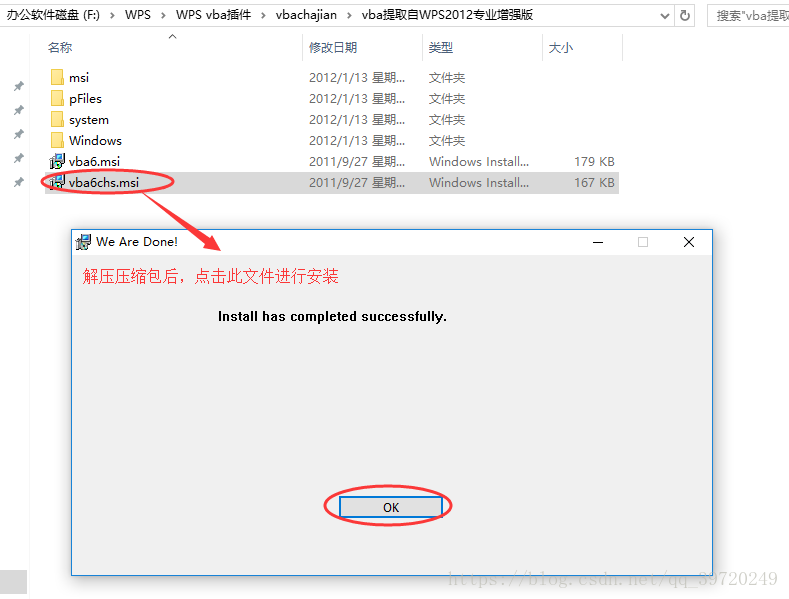 办公软件磁盘 (F:) › WPS › WPS vba插件 › vbachajian › vba提取自WPS2012专业增强版 搜索"vba提取
名称 修改日期 类型 大小
msi 2012/1/13 星期... 文件夹
pFiles 2012/1/13 星期... 文件夹
system 2012/1/13 星期... 文件夹
Windows 2012/1/13 星期... 文件夹
vba6.msi 2011/9/27 星期... Windows Install... 179 KB
vba6chs.msi 2011/9/27 星期... Windows Install... 167 KB
We Are Done!
解压压缩包后，点击此文件进行安装
Install has completed successfully.
OK
https://blog.csdn.net/qq_39720249